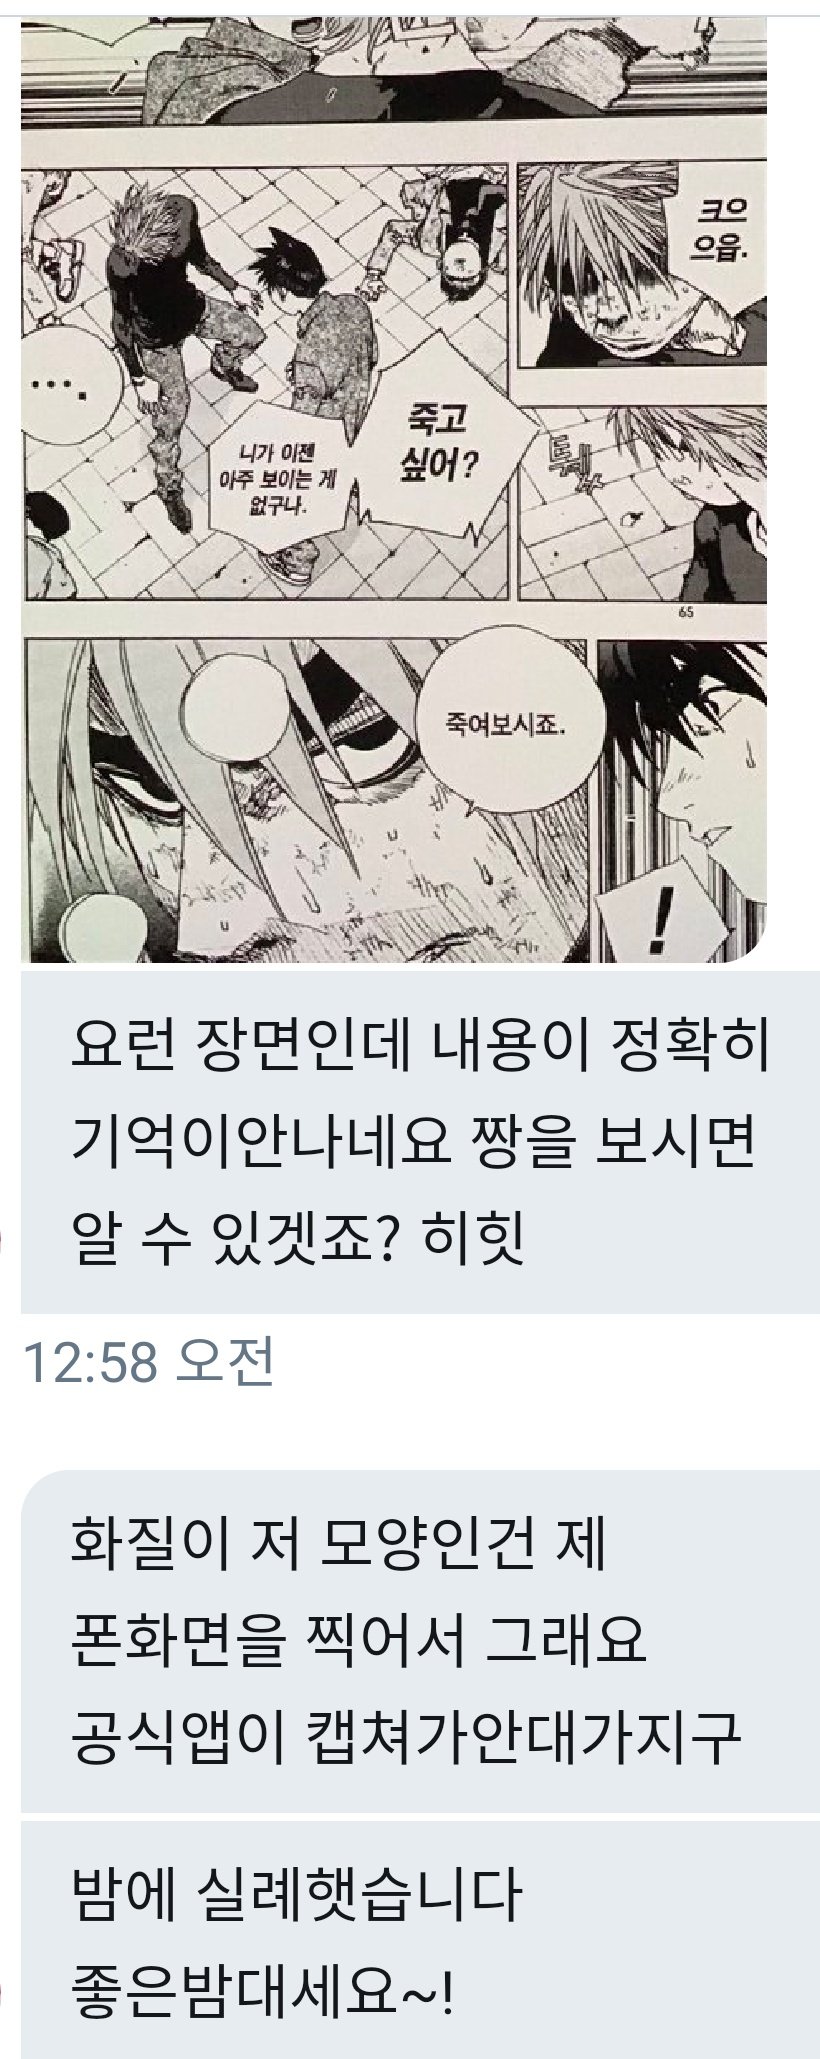 크으
으읍.
....
죽고
싶어?
니가 이젠
아주 보이는 게
없구나.
투
65
죽여보시죠.
!
요런 장면인데 내용이 정확히
기억이안나네요 짱을 보시면
알 수 있겟죠? 히힛
12:58 오전
화질이 저 모양인건 제
폰화면을 찍어서 그래요
공식앱이 캡쳐가안대가지구
밤에 실례햇습니다
좋은밤대세요~!